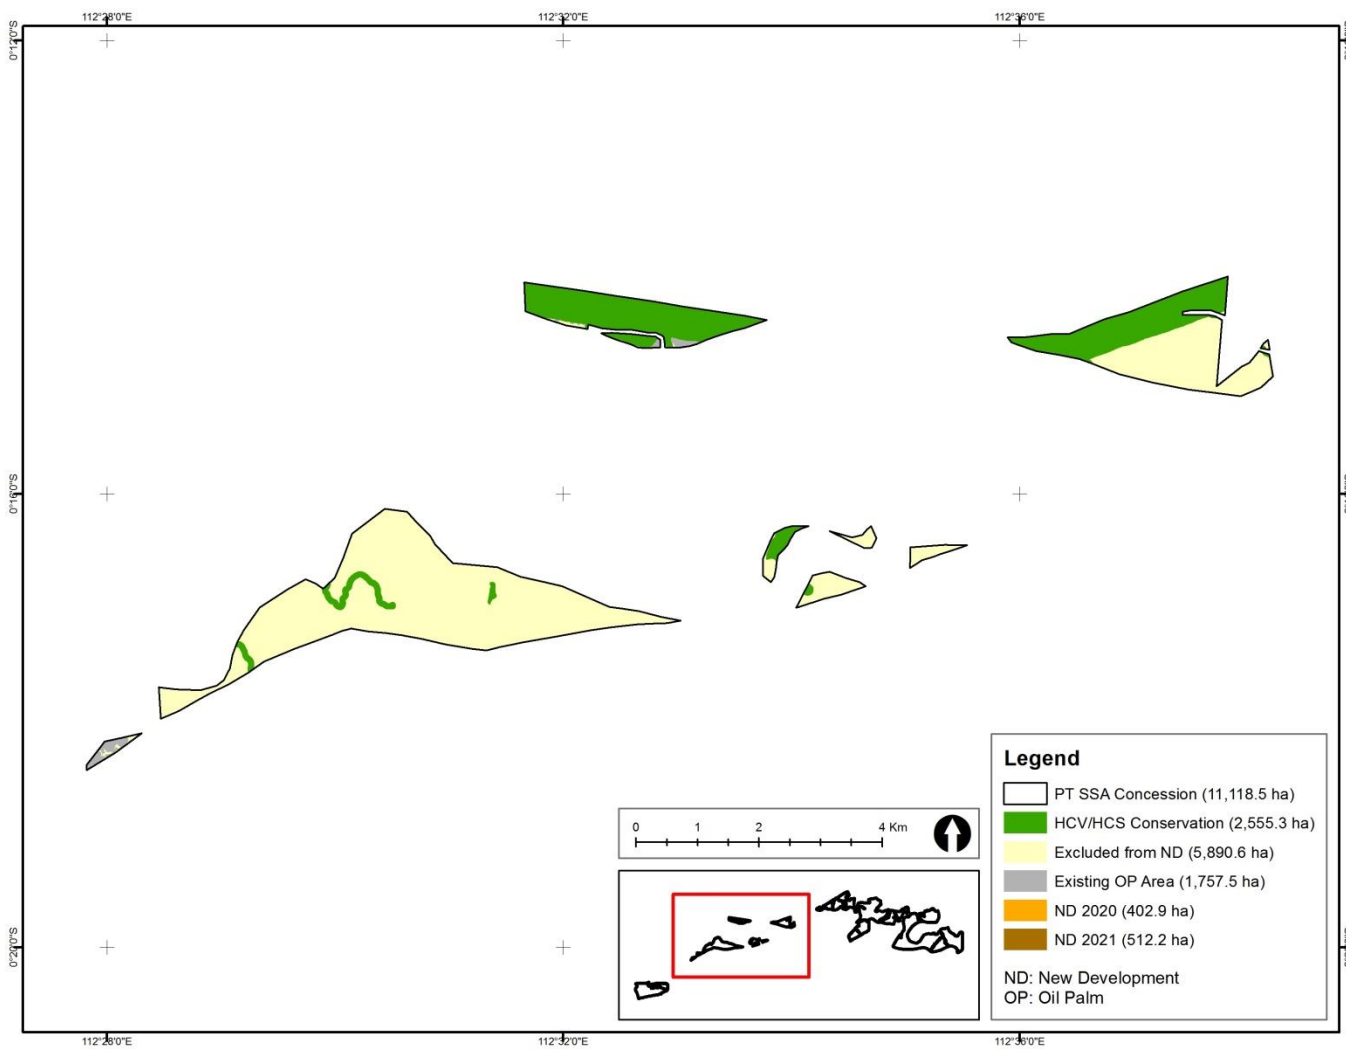 112°28'0"E 112°32'0"E 112°36'0"E
0°12'0"S
0°16'0"S
0°20'0"S
Legend
PT SSA Concession (11,118.5 ha)
HCV/HCS Conservation (2,555.3 ha)
Excluded from ND (5,890.6 ha)
Existing OP Area (1,757.5 ha)
ND 2020 (402.9 ha)
ND 2021 (512.2 ha)
ND: New Development
OP: Oil Palm
0 1 2 4 Km
112°28'0"E 112°32'0"E 112°36'0"E